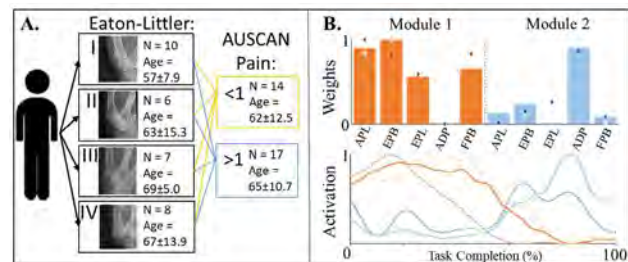 A.
Eaton-Littler:
AUSCAN
Pain:
I
N = 10
Age =
57±7.9
II
N = 6
Age =
63±15.3
III
N = 7
Age =
69±5.0
IV
N = 8
Age =
67±13.9
<1
N = 14
Age =
62±12.5
>1
N = 17
Age =
65±10.7
B.
Module 1
Module 2
Weights
1
0
APL
EPB
EPL
ADP
FPB
APL
EPB
EPL
ADP
FPB
Activation
1
0
100
Task Completion (%)